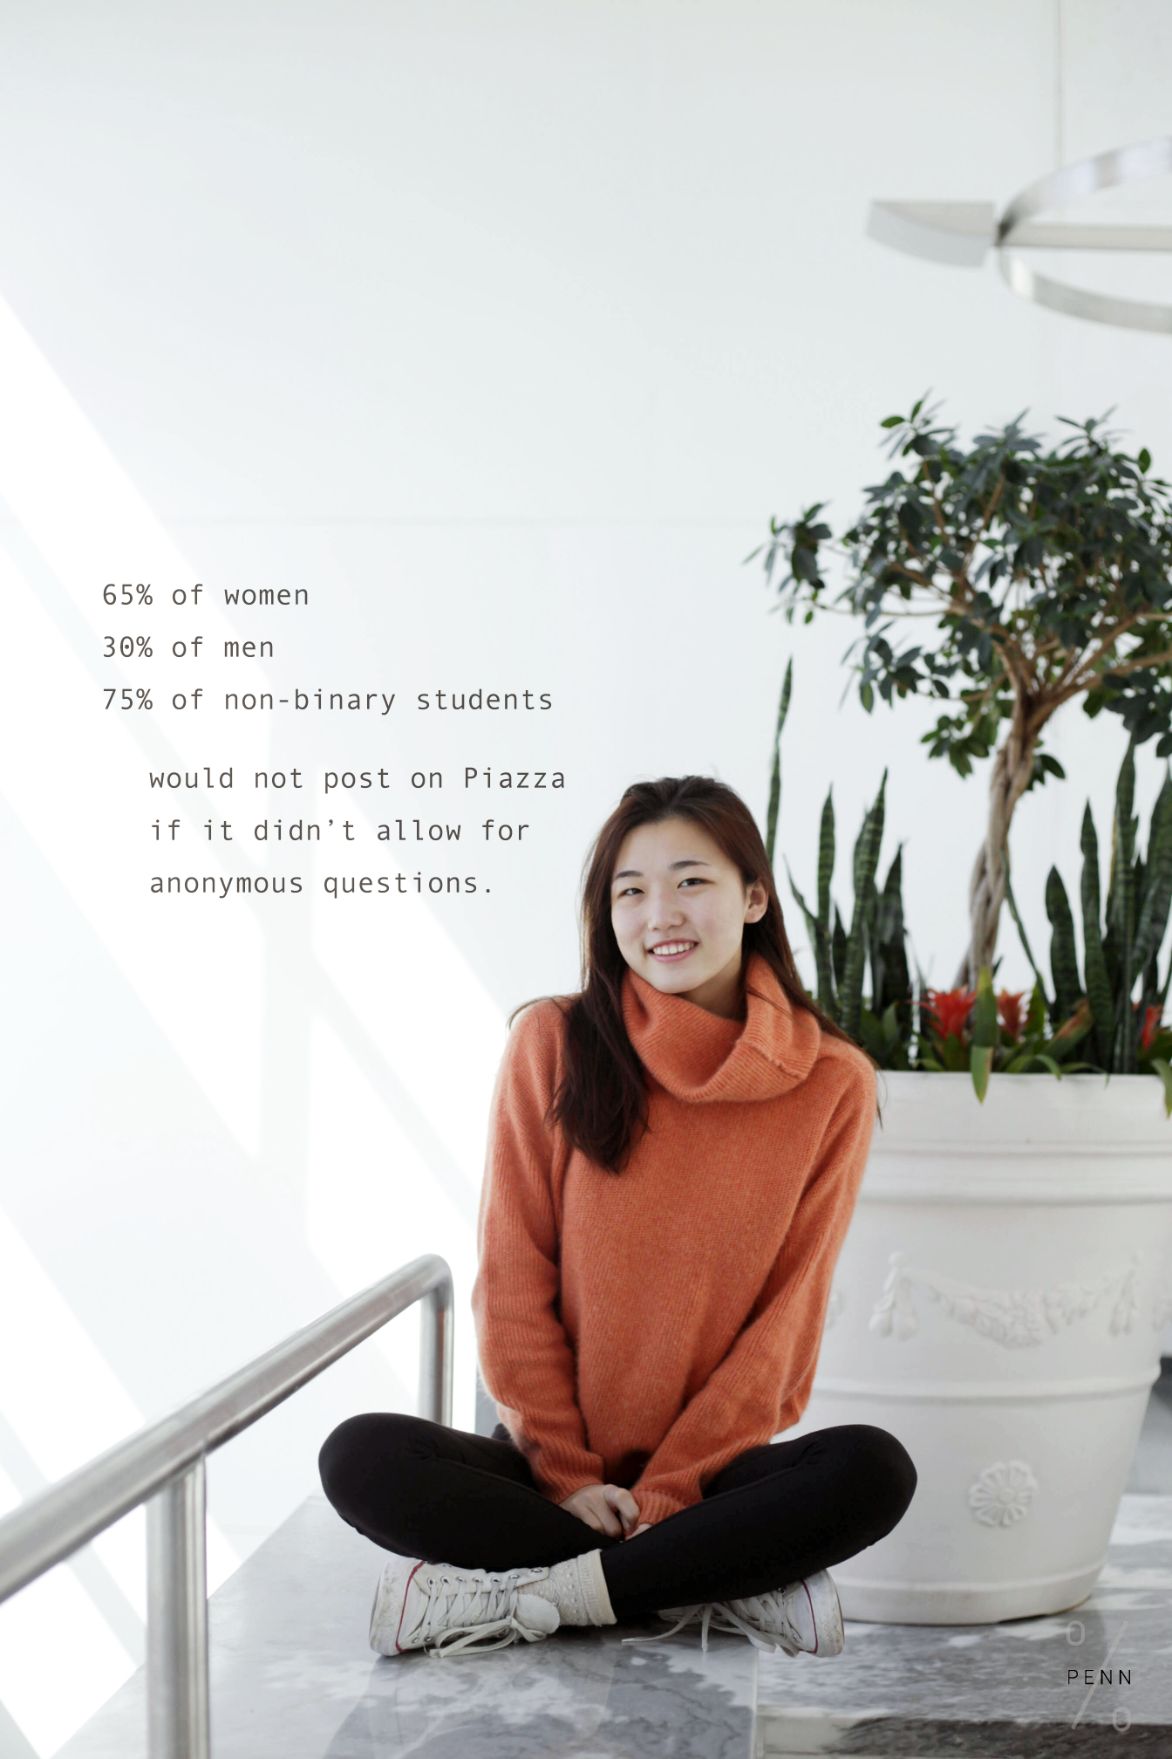 65% of women
30% of men
75% of non-binary students
would not post on Piazza
if it didn’t allow for
anonymous questions.
%
PENN